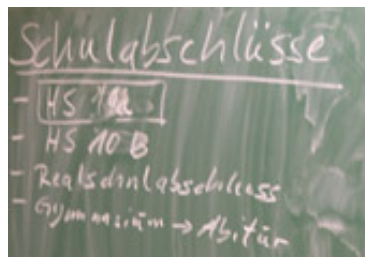 Schulabschlüsse
- HS
- HS 10 B
- Realschulabschluss
- Gymnasium → Abitur